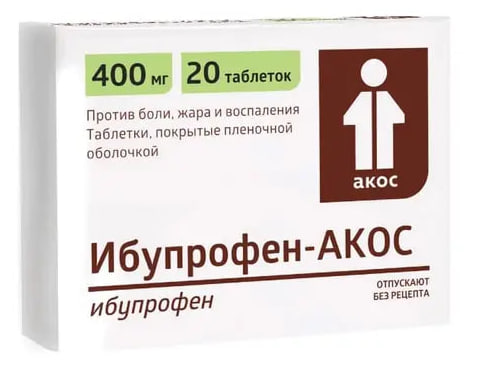 400 мг 20 таблеток
Против боли, жара и воспаления
Таблетки, покрытые пленочной
оболочкой
акос
Ибупрофен-АКОС
ибупрофен
ОТПУСКАЮТ
БЕЗ РЕЦЕПТА